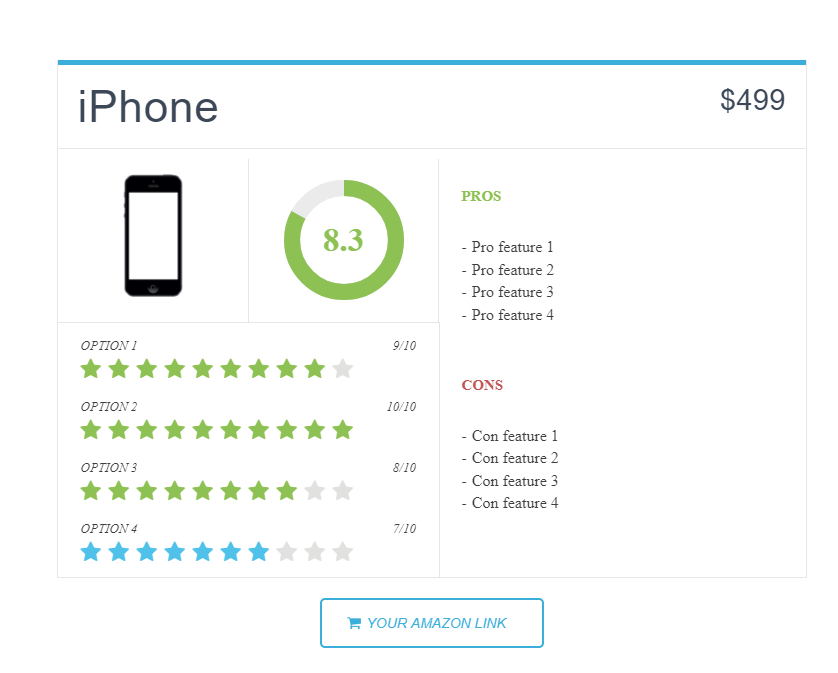 iPhone
$499
8.3
PROS
- Pro feature 1
- Pro feature 2
- Pro feature 3
- Pro feature 4
OPTION 1 9/10
OPTION 2 10/10
OPTION 3 8/10
OPTION 4 7/10
CONS
- Con feature 1
- Con feature 2
- Con feature 3
- Con feature 4
YOUR AMAZON LINK